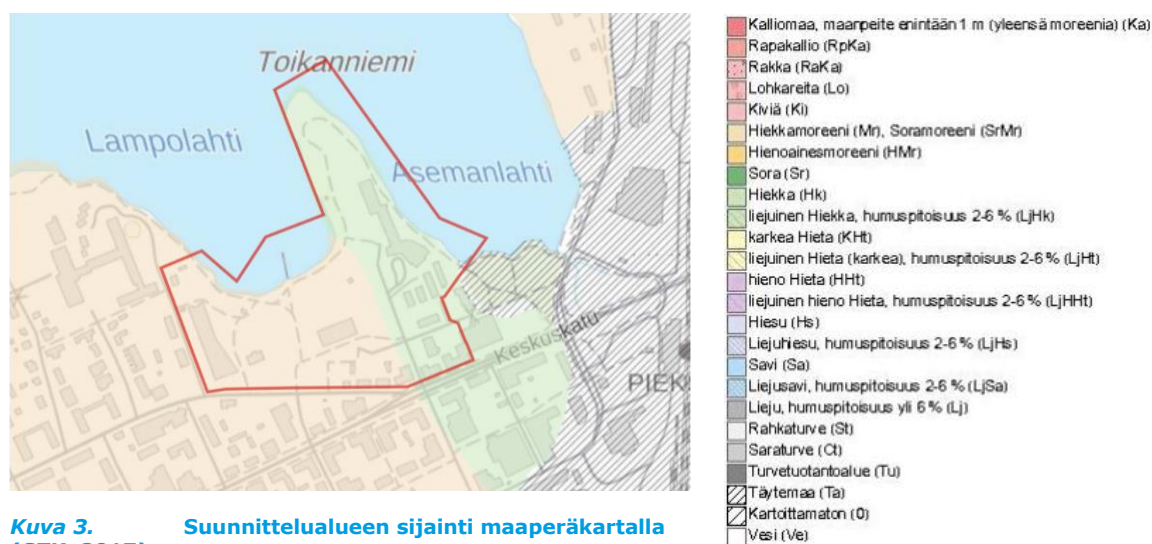 Toikanniemi
Lampolahti
Asemanlahti
Keskuskatu
PIEK
Kuva 3. Suunnittelualueen sijainti maaperäkartalla
Kalliomaa, maanpeite enintään 1 m (yleensä moreenia) (Ka)
Rapakallio (RpKa)
Rakka (RaKa)
Lohkareita (Lo)
Kiviä (Ki)
Hiekkamoreeni (Mr), Soramoreeni (SrMr)
Hienoainesmoreeni (HMr)
Sora (Sr)
Hiekka (Hk)
liejuinen Hiekka, humuspitoisuus 2-6 % (LjHk)
karkea Hieta (KHt)
liejuinen Hieta (karkea), humuspitoisuus 2-6 % (LjHt)
hieno Hieta (HHt)
liejuinen hieno Hieta, humuspitoisuus 2-6 % (LjHHt)
Hiesu (Hs)
Liejuhiesu, humuspitoisuus 2-6 % (LjHs)
Savi (Sa)
Liejusavi, humuspitoisuus 2-6 % (LjSa)
Lieju, humuspitoisuus yli 6 % (Lj)
Rahkaturve (St)
Saraturve (Ct)
Turvetuotantoalue (Tu)
Täytemaa (Ta)
Kartoittamaton (0)
Vesi (Ve)